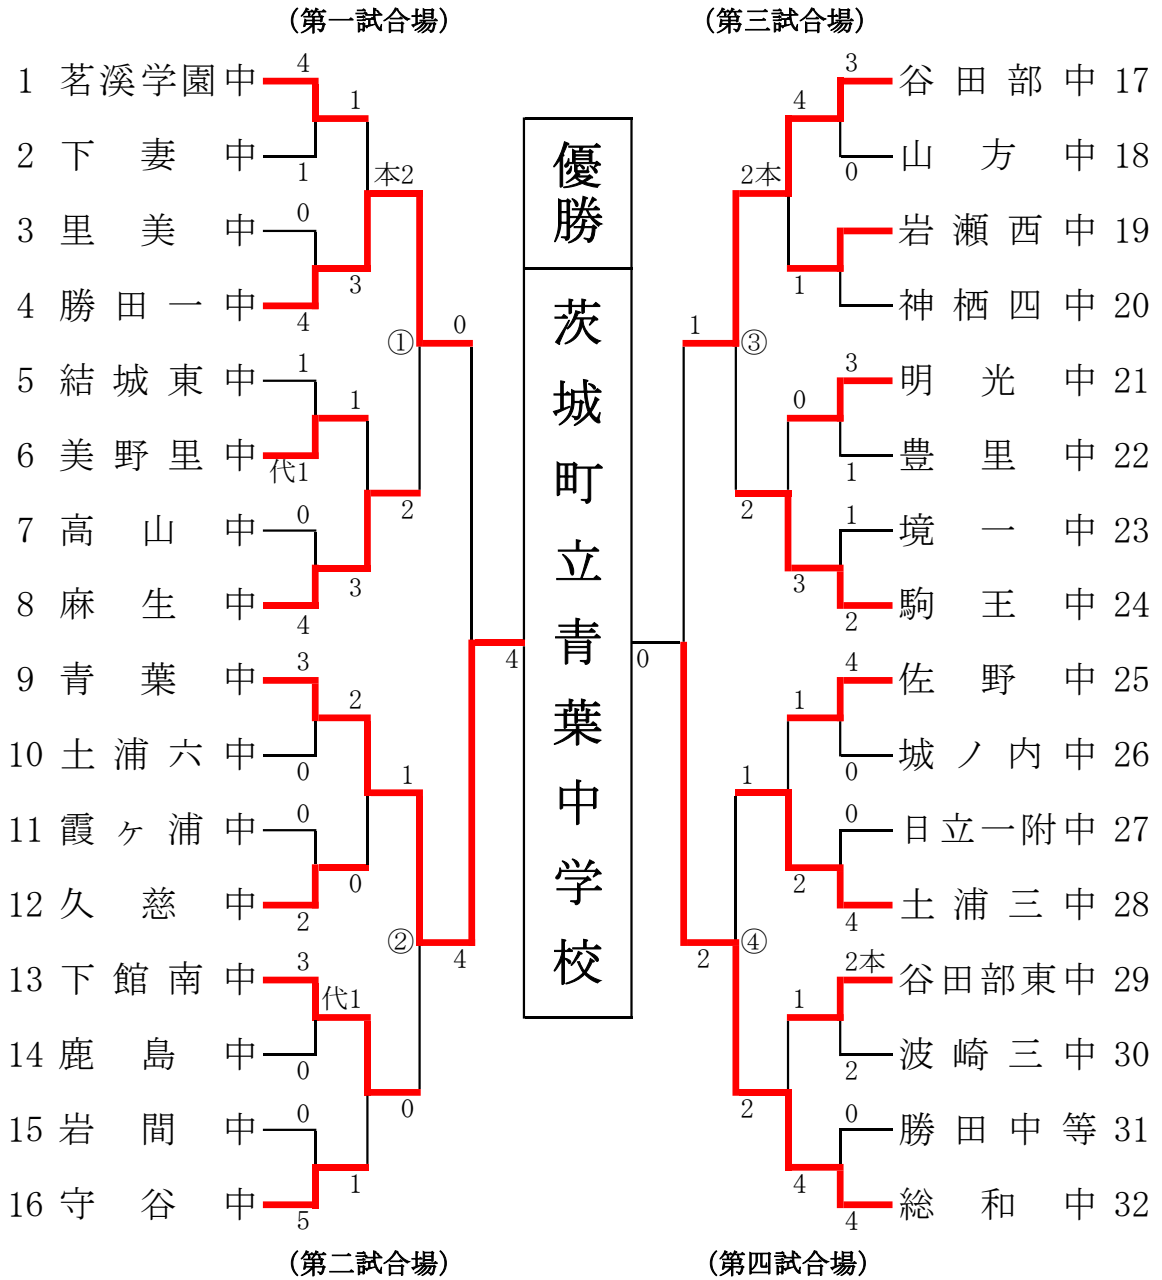 (第一試合場)
(第三試合場)
1 茗溪学園中 4
2 下妻中 1
3 里美中 0
4 勝田一中 4
5 結城東中 1
6 美野里中 代1
7 高山中 0
8 麻生中 4
9 青葉中 3
10 土浦六中 0
11 霞ヶ浦中 0
12 久慈中 2
13 下館南中 3
14 鹿島中 0
15 岩間中 0
16 守谷中 5
1
3
1
3
2
0
代1
1
本2
2
1
0
①
②
0
4
4
優勝
茨城町立青葉中学校
0
1
2
③
④
2本
2
1
2
4
1
0
3
1
2
1
4
3 谷田部中 17
0 山方中 18
岩瀬西中 19
神栖四中 20
3 明光中 21
1 豊里中 22
1 境一中 23
2 駒王中 24
4 佐野中 25
0 城ノ内中 26
0 日立一附中 27
4 土浦三中 28
2本 谷田部東中 29
2 波崎三中 30
0 勝田中等 31
4 総和中 32
(第二試合場)
(第四試合場)